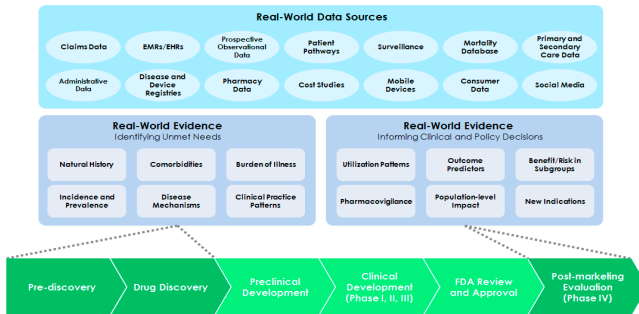 Real-World Data Sources
Claims Data
EMRs/EHRs
Prospective
Observational
Data
Patient
Pathways
Surveillance
Mortality
Database
Primary and
Secondary
Care Data
Administrative
Data
Disease and
Device
Registries
Pharmacy
Data
Cost Studies
Mobile
Devices
Consumer
Data
Social Media
Real-World Evidence
Identifying Unmet Needs
Natural History
Comorbidities
Burden of Illness
Incidence and
Prevalence
Disease
Mechanisms
Clinical Practice
Patterns
Real-World Evidence
Informing Clinical and Policy Decisions
Utilization Patterns
Outcome
Predictors
Benefit/Risk in
Subgroups
Pharmacovigilance
Population-level
Impact
New Indications
Pre-discovery
Drug Discovery
Preclinical
Development
Clinical
Development
(Phase I, II, III)
FDA Review
and Approval
Post-marketing
Evaluation
(Phase IV)